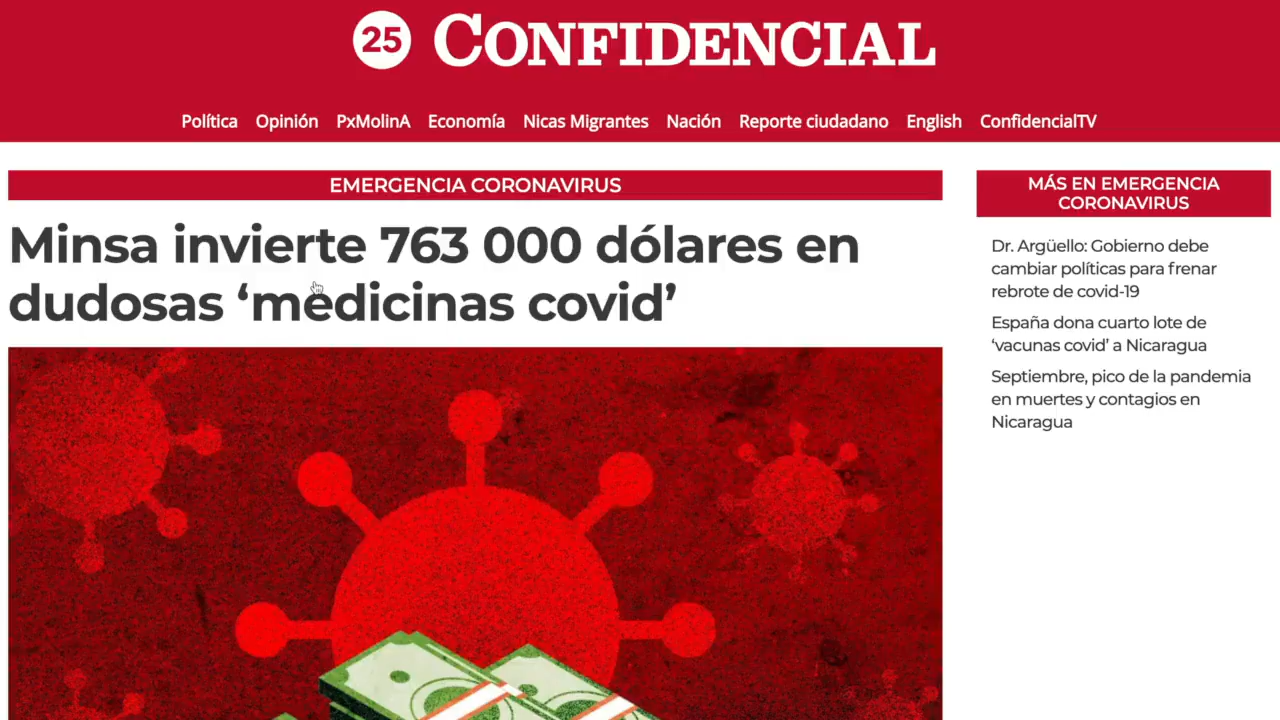 25 CONFIDENCIAL
Política Opinión PxMolinA Economía Nicas Migrantes Nación Reporte ciudadano English ConfidencialTV
EMERGENCIA CORONAVIRUS
Minsa invierte 763 000 dólares en
dudosas ‘medicinas covid’
MÁS EN EMERGENCIA
CORONAVIRUS
Dr. Argüello: Gobierno debe
cambiar políticas para frenar
rebrote de covid-19
España dona cuarto lote de
‘vacunas covid’ a Nicaragua
Septiembre, pico de la pandemia
en muertes y contagios en
Nicaragua